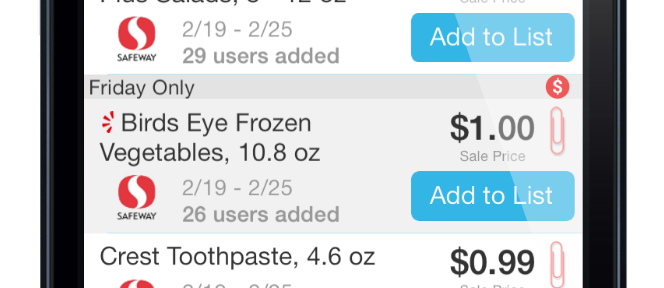 Sale Price
2/19 - 2/25
SAFEWAY
29 users added
Add to List
Friday Only
$
Birds Eye Frozen
Vegetables, 10.8 oz
$1.00
Sale Price
2/19 - 2/25
SAFEWAY
26 users added
Add to List
Crest Toothpaste, 4.6 oz
$0.99